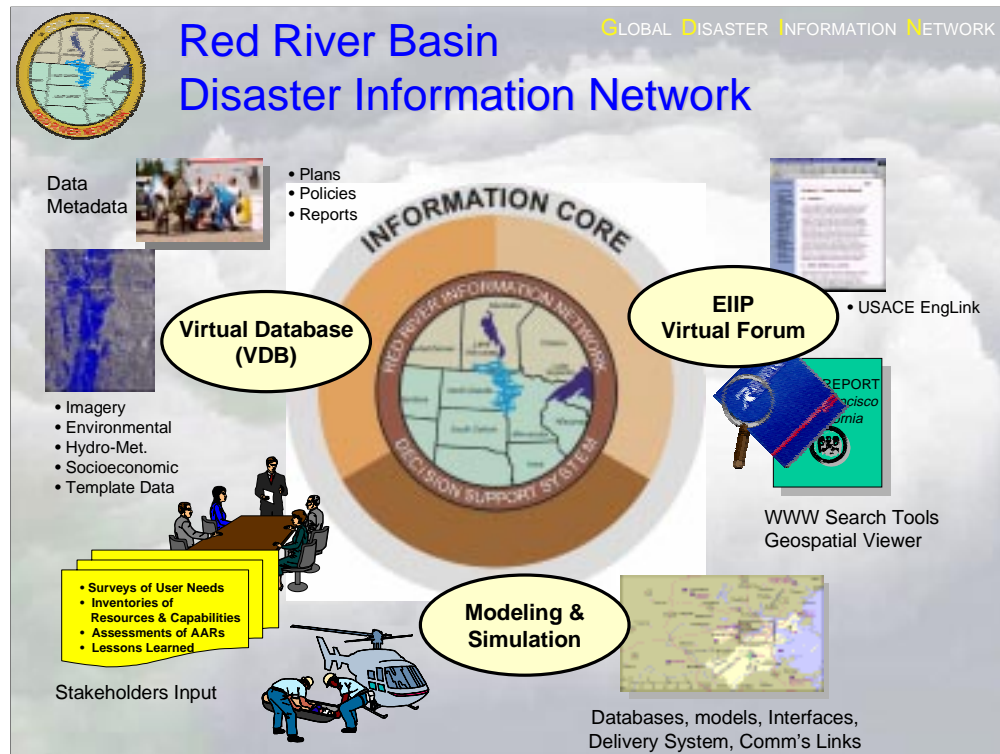 GLOBAL DISASTER INFORMATION NETWORK
Red River Basin
Disaster Information Network
Data
Metadata
• Plans
• Policies
• Reports
INFORMATION CORE
Virtual Database
(VDB)
EIIP
Virtual Forum
• USACE EngLink
RED RIVER INFORMATION NETWORK
DECISION SUPPORT SYSTEM
REPORT
• Imagery
• Environmental
• Hydro-Met.
• Socioeconomic
• Template Data
WWW Search Tools
Geospatial Viewer
• Surveys of User Needs
• Inventories of
Resources & Capabilities
• Assessments of AARs
• Lessons Learned
Modeling &
Simulation
Stakeholders Input
Databases, models, Interfaces,
Delivery System, Comm's Links